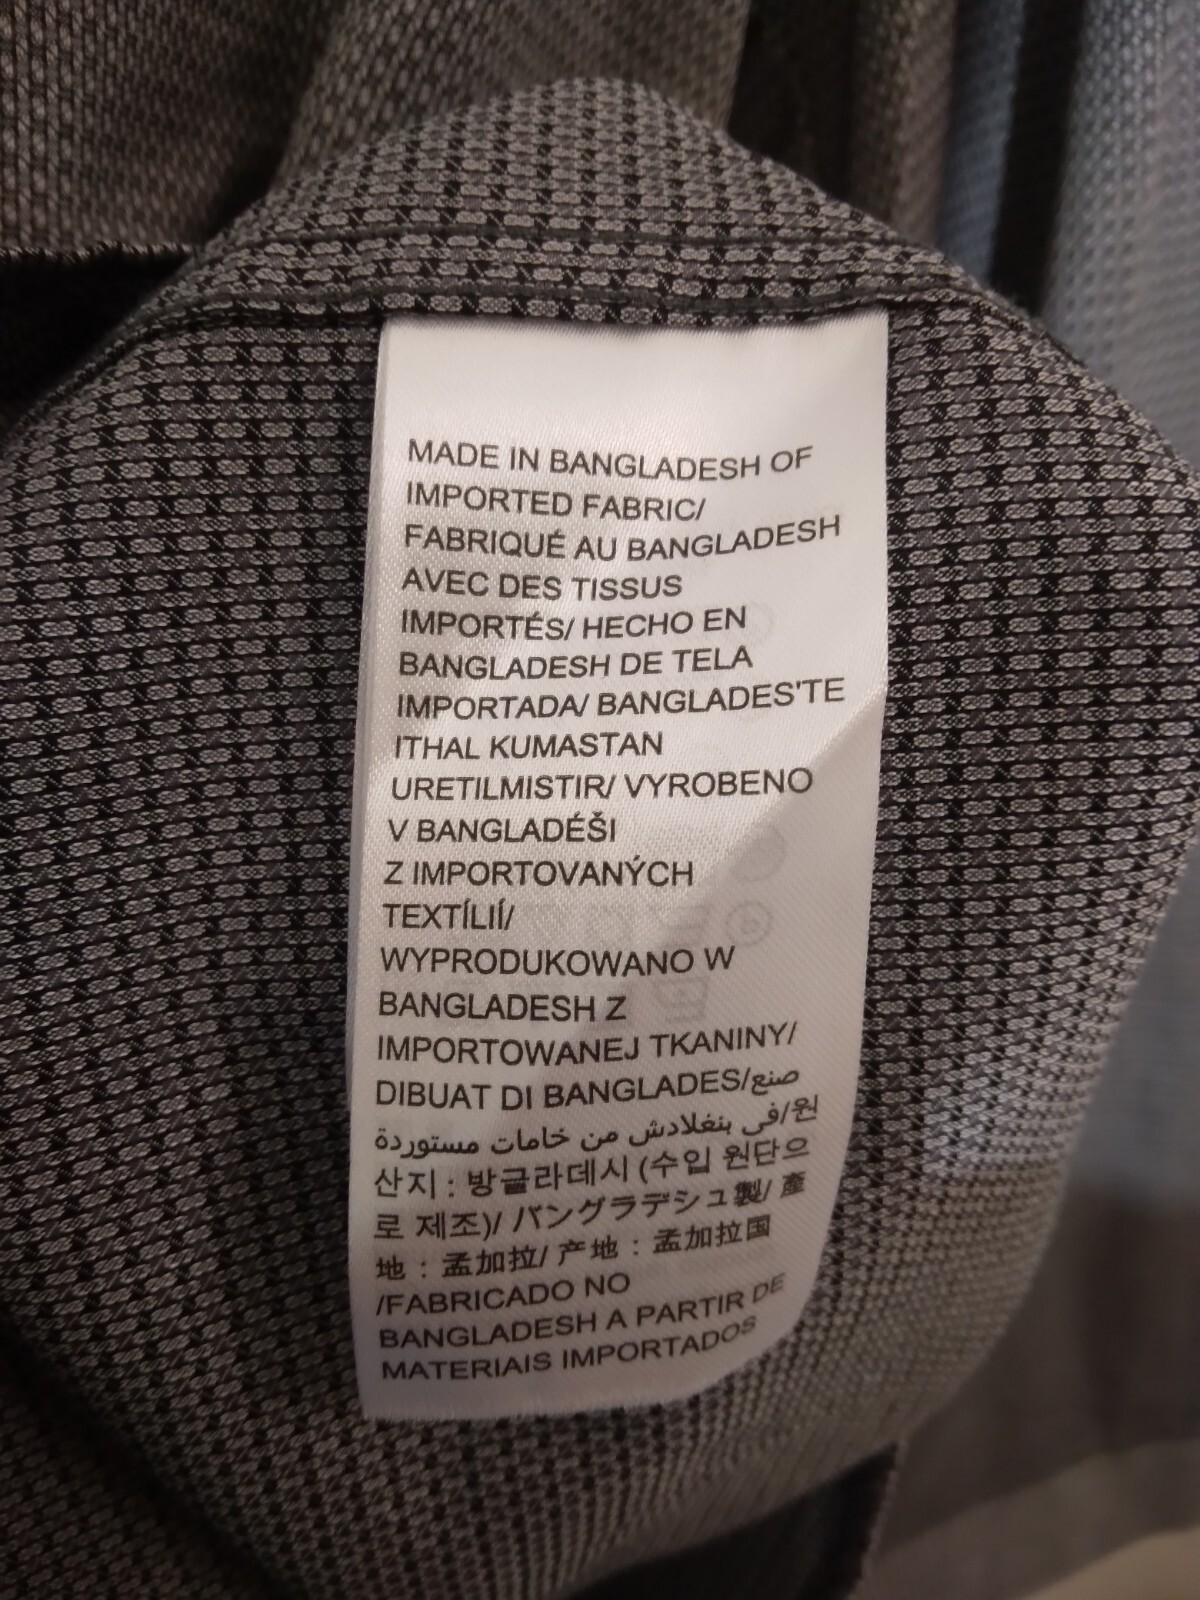 MADE IN BANGLADESH OF
IMPORTED FABRIC/
FABRIQUÉ AU BANGLADESH
AVEC DES TISSUS
IMPORTÉS/ HECHO EN
BANGLADESH DE TELA
IMPORTADA/ BANGLADES'TE
ITHAL KUMASTAN
URETILMISTIR/ VYROBENO
V BANGLADÉŠI
Z IMPORTOVANÝCH
TEXTÍLIÍ/
WYPRODUKOWANO W
BANGLADESH Z
IMPORTOWANEJ TKANINY/
DIBUAT DI BANGLADES/صنع
في بنغلادش من خامات مستوردة/원
산지 : 방글라데시 (수입 원단으
로 제조)/ バングラデシュ製/ 產
地 : 孟加拉/ 产地 : 孟加拉国
/FABRICADO NO
BANGLADESH A PARTIR DE
MATERIAIS IMPORTADOS